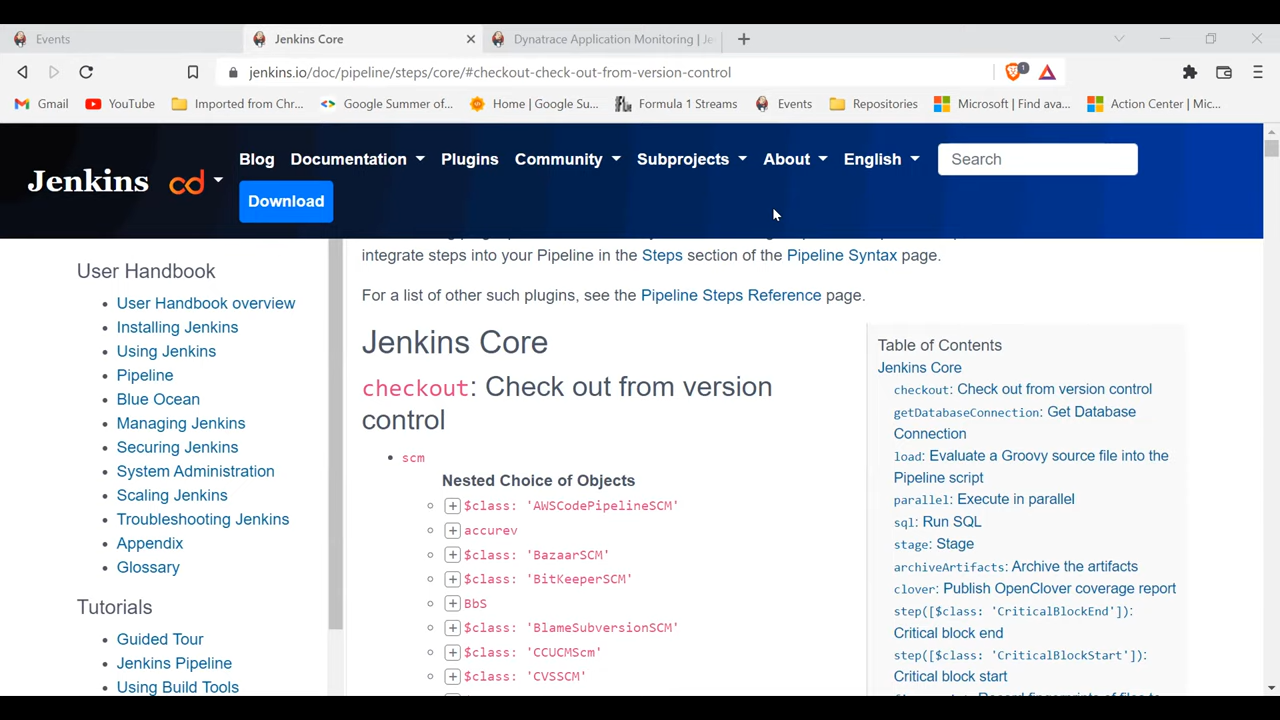 Events
Jenkins Core
Dynatrace Application Monitoring | Je
jenkins.io/doc/pipeline/steps/core/#checkout-check-out-from-version-control
1
Gmail
YouTube
Imported from Chr...
Google Summer of...
Home | Google Su...
Formula 1 Streams
Events
Repositories
Microsoft | Find ava...
Action Center | Mic...
Jenkins
cd
Blog
Documentation
Plugins
Community
Subprojects
About
English
Search
Download
User Handbook
• User Handbook overview
• Installing Jenkins
• Using Jenkins
• Pipeline
• Blue Ocean
• Managing Jenkins
• Securing Jenkins
• System Administration
• Scaling Jenkins
• Troubleshooting Jenkins
• Appendix
• Glossary
Tutorials
• Guided Tour
• Jenkins Pipeline
• Using Build Tools
integrate steps into your Pipeline in the Steps section of the Pipeline Syntax page.
For a list of other such plugins, see the Pipeline Steps Reference page.
Jenkins Core
checkout: Check out from version
control
• scm
Nested Choice of Objects
$class: 'AWSCodePipelineSCM'
accurev
$class: 'BazaarSCM'
$class: 'BitKeeperSCM'
BbS
$class: 'BlameSubversionSCM'
$class: 'CCUCMScm'
$class: 'CVSSCM'
Table of Contents
Jenkins Core
checkout: Check out from version control
getDatabaseConnection: Get Database
Connection
load: Evaluate a Groovy source file into the
Pipeline script
parallel: Execute in parallel
sql: Run SQL
stage: Stage
archiveArtifacts: Archive the artifacts
clover: Publish OpenClover coverage report
step([$class: 'CriticalBlockEnd']):
Critical block end
step([$class: 'CriticalBlockStart']):
Critical block start